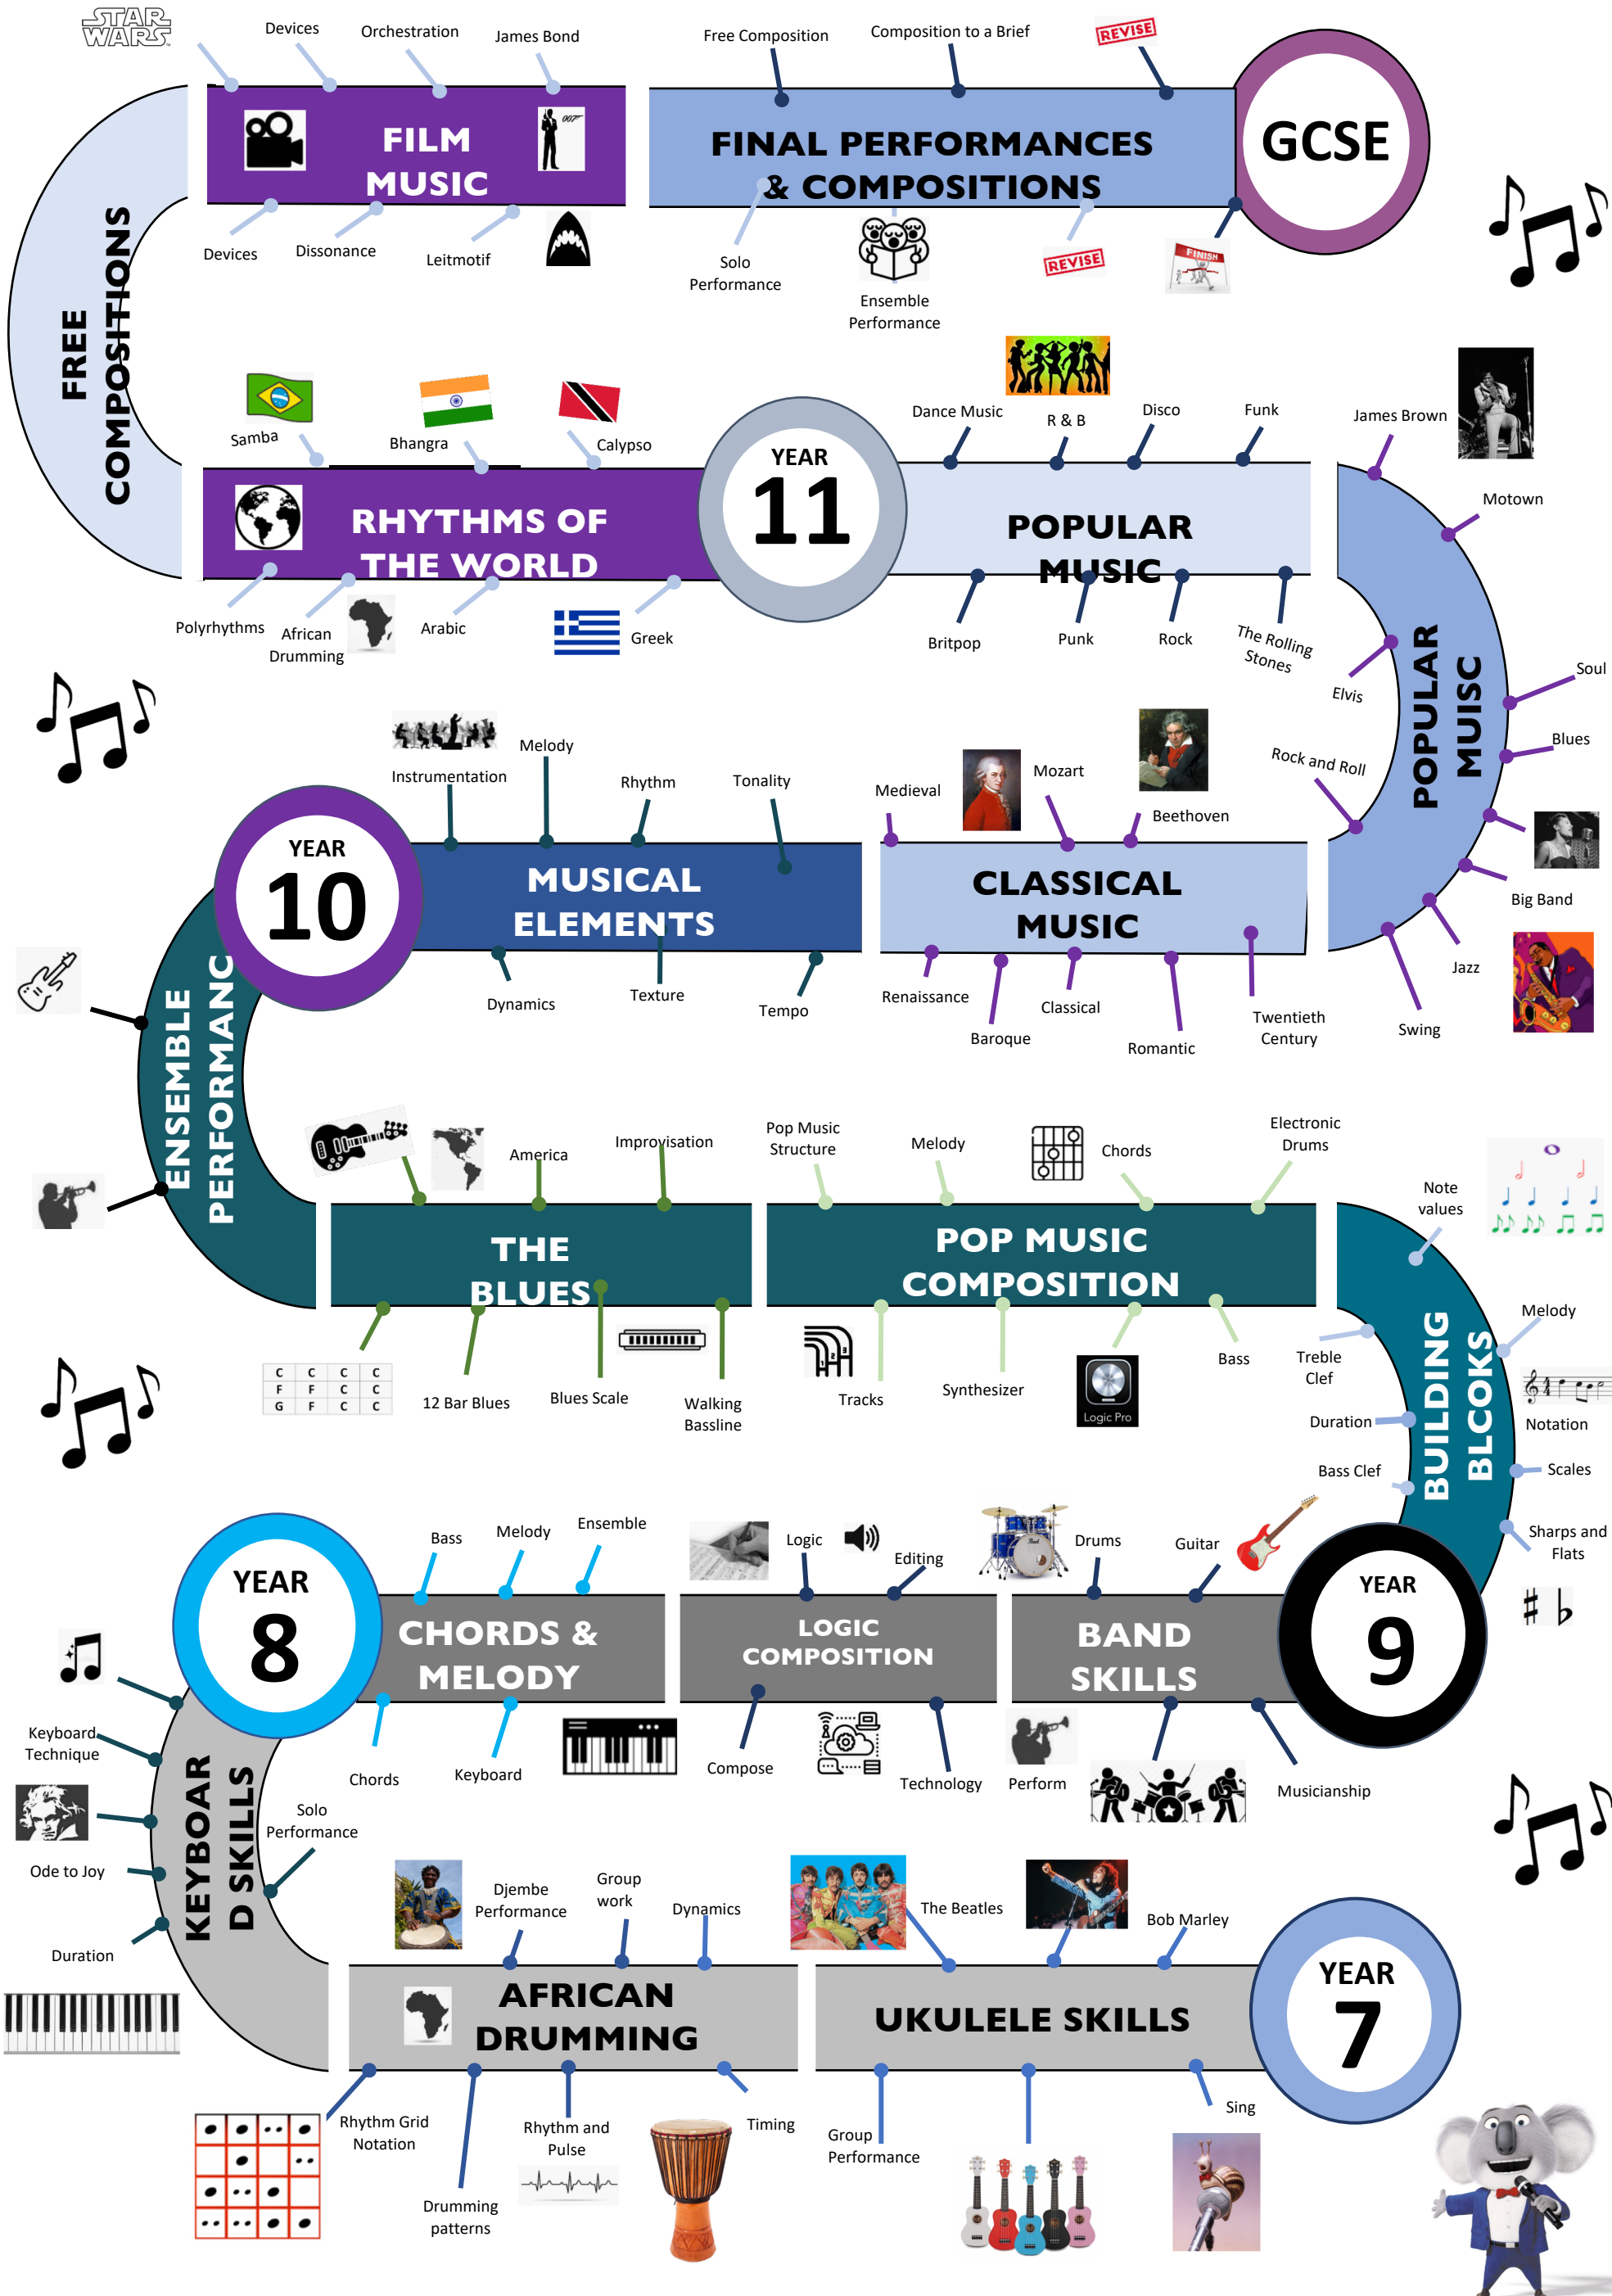 STAR
WARS
Devices
Orchestration
James Bond
Free Composition
Composition to a Brief
REVISE
FILM
MUSIC
007
FINAL PERFORMANCES
& COMPOSITIONS
GCSE
Devices
Dissonance
Leitmotif
Solo
Performance
Ensemble
Performance
REVISE
FINISH
FREE
COMPOSITIONS
Samba
Bhangra
Calypso
Dance Music
R & B
Disco
Funk
James Brown
Motown
RHYTHMS OF
THE WORLD
YEAR
11
POPULAR
MUSIC
Polyrhythms
African
Drumming
Arabic
Greek
Britpop
Punk
Rock
The Rolling
Stones
Elvis
Rock and Roll
POPULAR
MUISC
Soul
Blues
Big Band
Jazz
Swing
Instrumentation
Melody
Rhythm
Tonality
Medieval
Mozart
Beethoven
YEAR
10
MUSICAL
ELEMENTS
CLASSICAL
MUSIC
Dynamics
Texture
Tempo
Renaissance
Baroque
Classical
Romantic
Twentieth
Century
ENSEMBLE
PERFORMANC
America
Improvisation
Pop Music
Structure
Melody
Chords
Electronic
Drums
Note
values
THE
BLUES
POP MUSIC
COMPOSITION
C C C C
F F C C
G F C C
12 Bar Blues
Blues Scale
Walking
Bassline
1 2 3
Tracks
Synthesizer
Logic Pro
Bass
Treble
Clef
Duration
Bass Clef
BUILDING
BLCOKS
Melody
Notation
Scales
Sharps and
Flats
Bass
Melody
Ensemble
Logic
Editing
Drums
Guitar
YEAR
8
CHORDS &
MELODY
LOGIC
COMPOSITION
BAND
SKILLS
YEAR
9
Chords
Keyboard
Compose
Technology
Perform
Musicianship
Keyboard
Technique
Ode to Joy
Duration
Solo
Performance
KEYBOAR
D SKILLS
Djembe
Performance
Group
work
Dynamics
The Beatles
Bob Marley
AFRICAN
DRUMMING
UKULELE SKILLS
YEAR
7
Rhythm Grid
Notation
Drumming
patterns
Rhythm and
Pulse
Timing
Group
Performance
Sing